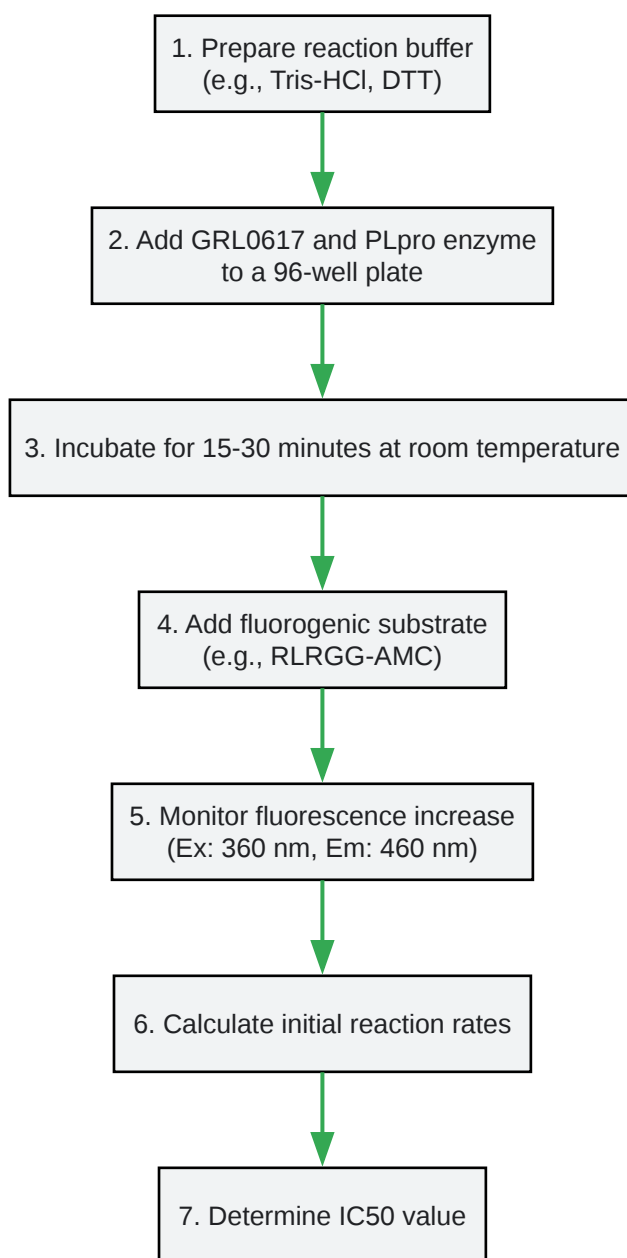 1. Prepare reaction buffer
(e.g., Tris-HCl, DTT)
2. Add GRL0617 and PLpro enzyme
to a 96-well plate
3. Incubate for 15-30 minutes at room temperature
4. Add fluorogenic substrate
(e.g., RLRGG-AMC)
5. Monitor fluorescence increase
(Ex: 360 nm, Em: 460 nm)
6. Calculate initial reaction rates
7. Determine IC50 value